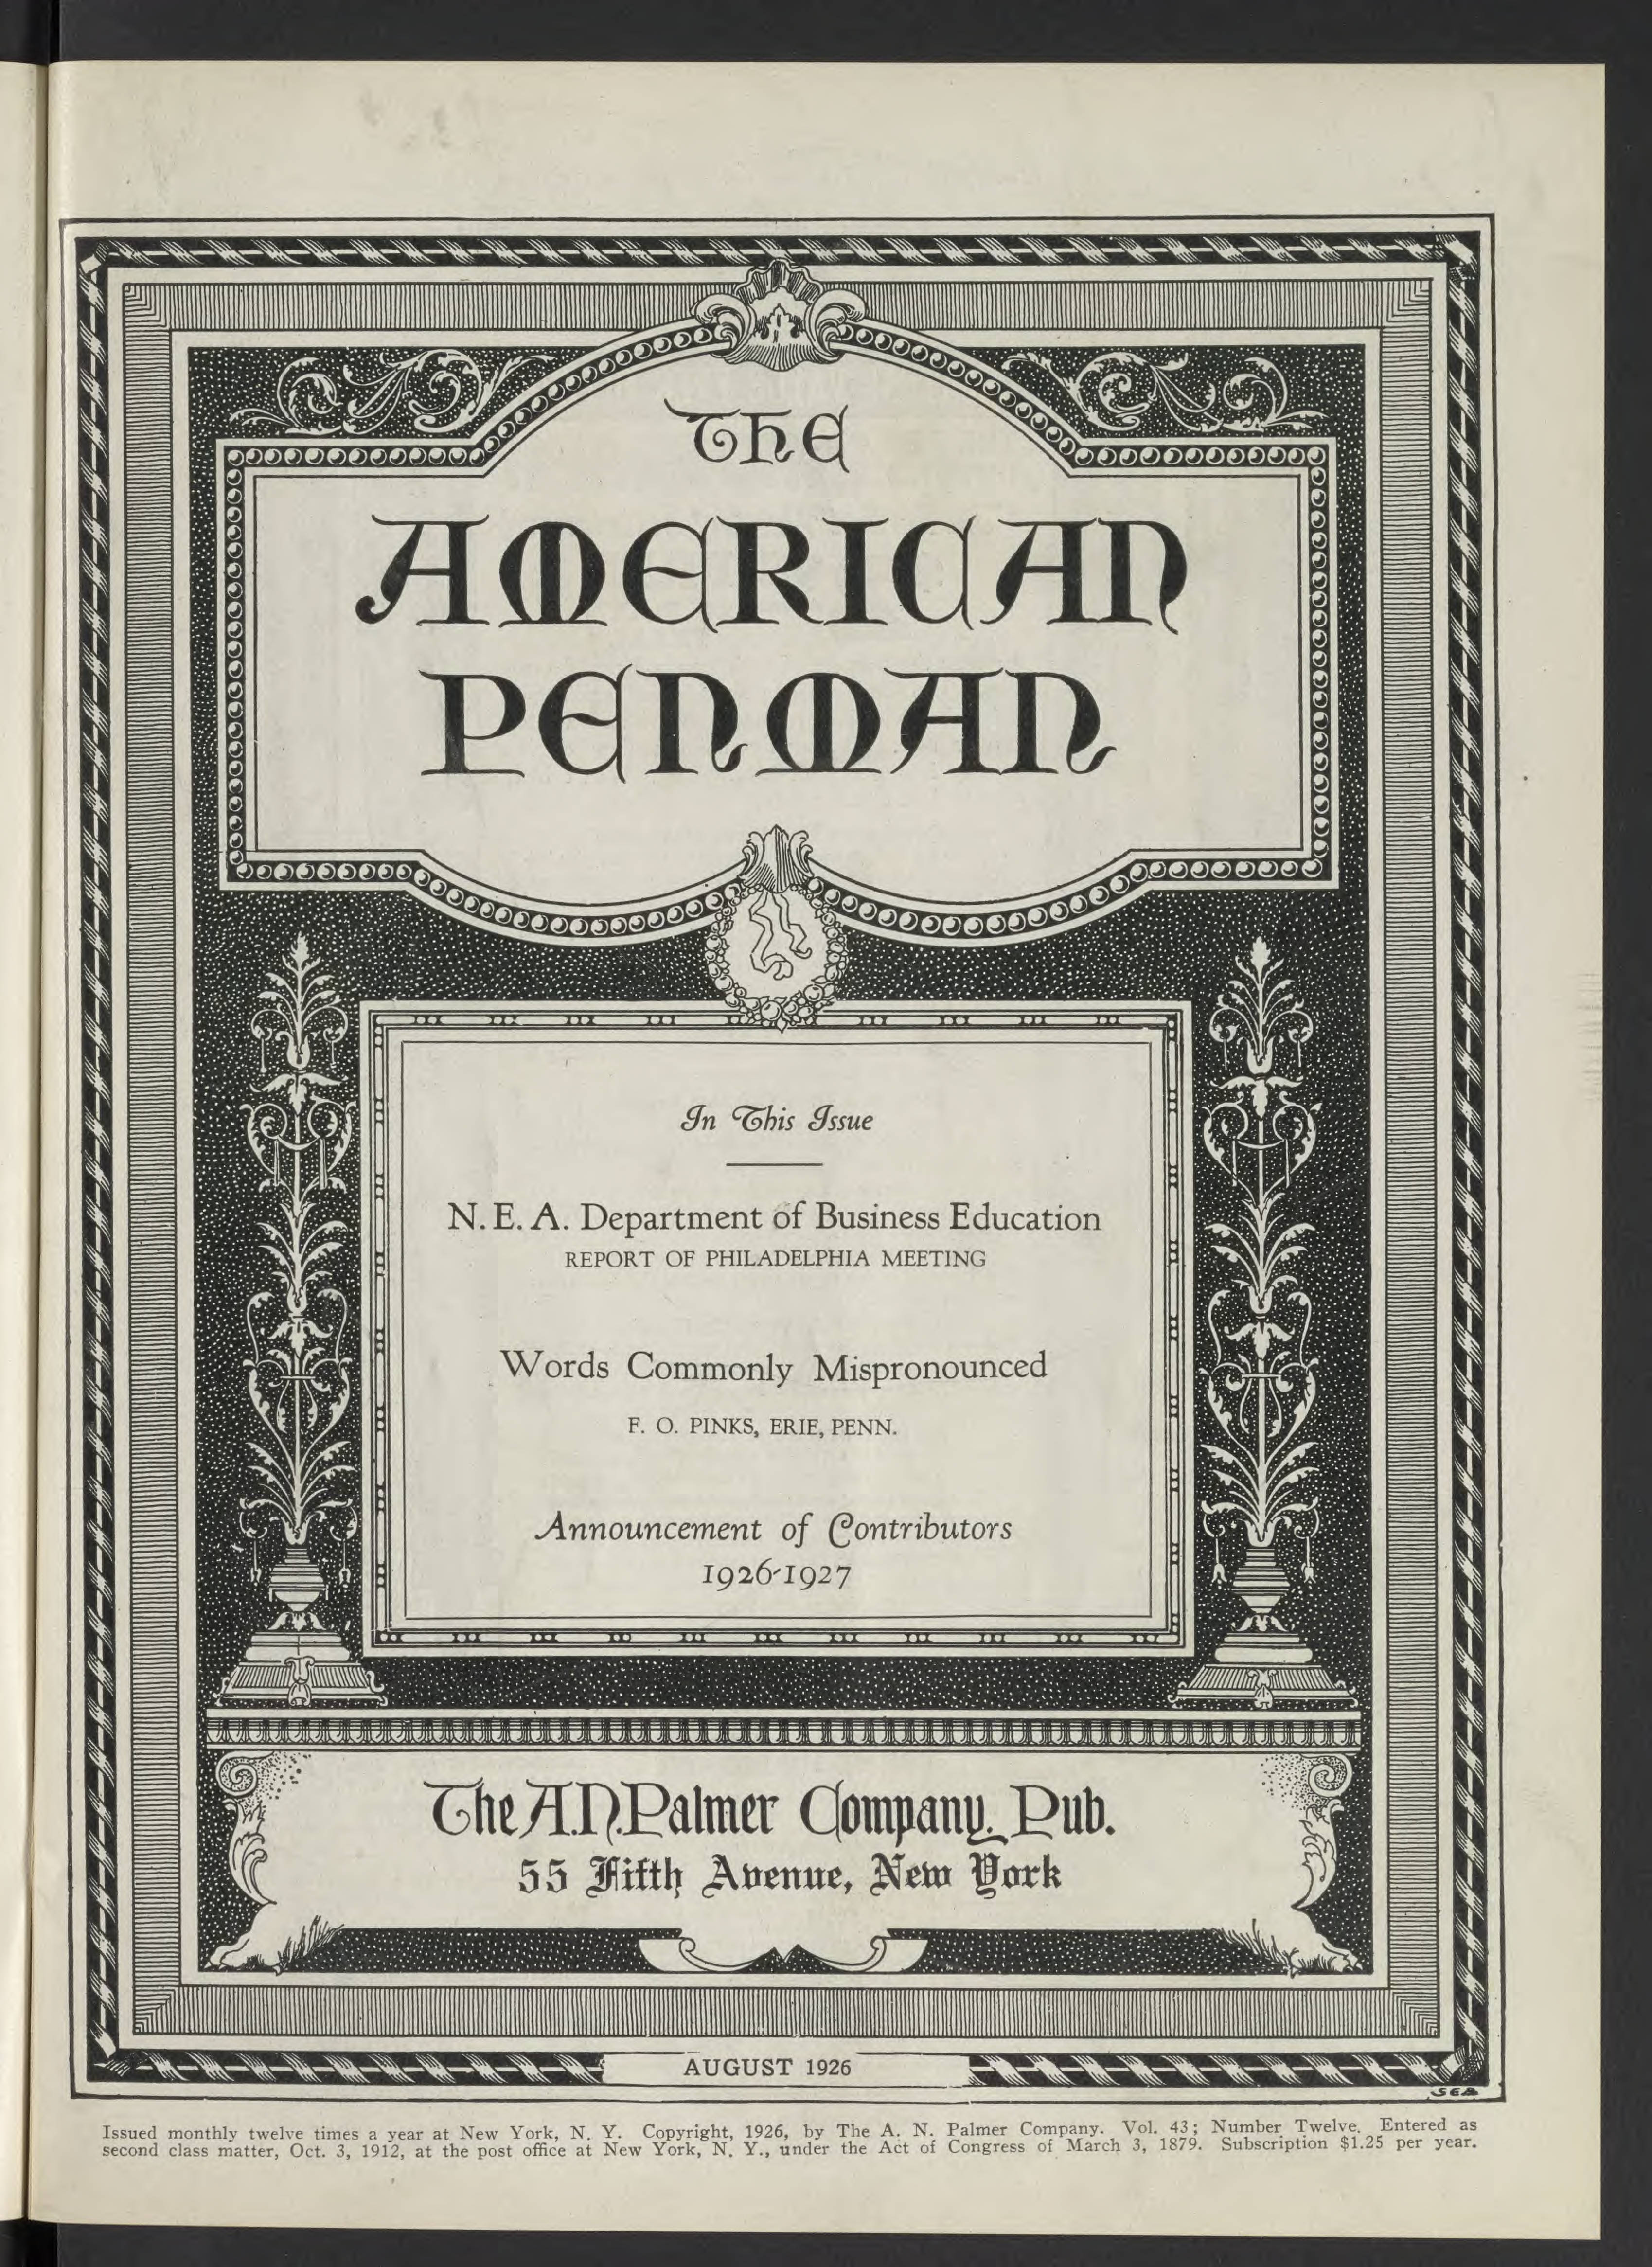 THE
AMERICAN
PENMAN
In This Issue
N. E. A. Department of Business Education
REPORT OF PHILADELPHIA MEETING
Words Commonly Mispronounced
F. O. PINKS, ERIE, PENN.
Announcement of Contributors
1926-1927
The A.N. Palmer Company. Pub.
55 Fifth Avenue, New York
AUGUST 1926
SEB
Issued monthly twelve times a year at New York, N. Y. Copyright, 1926, by The A. N. Palmer Company. Vol. 43; Number Twelve. Entered as
second class matter, Oct. 3, 1912, at the post office at New York, N. Y., under the Act of Congress of March 3, 1879. Subscription $1.25 per year.